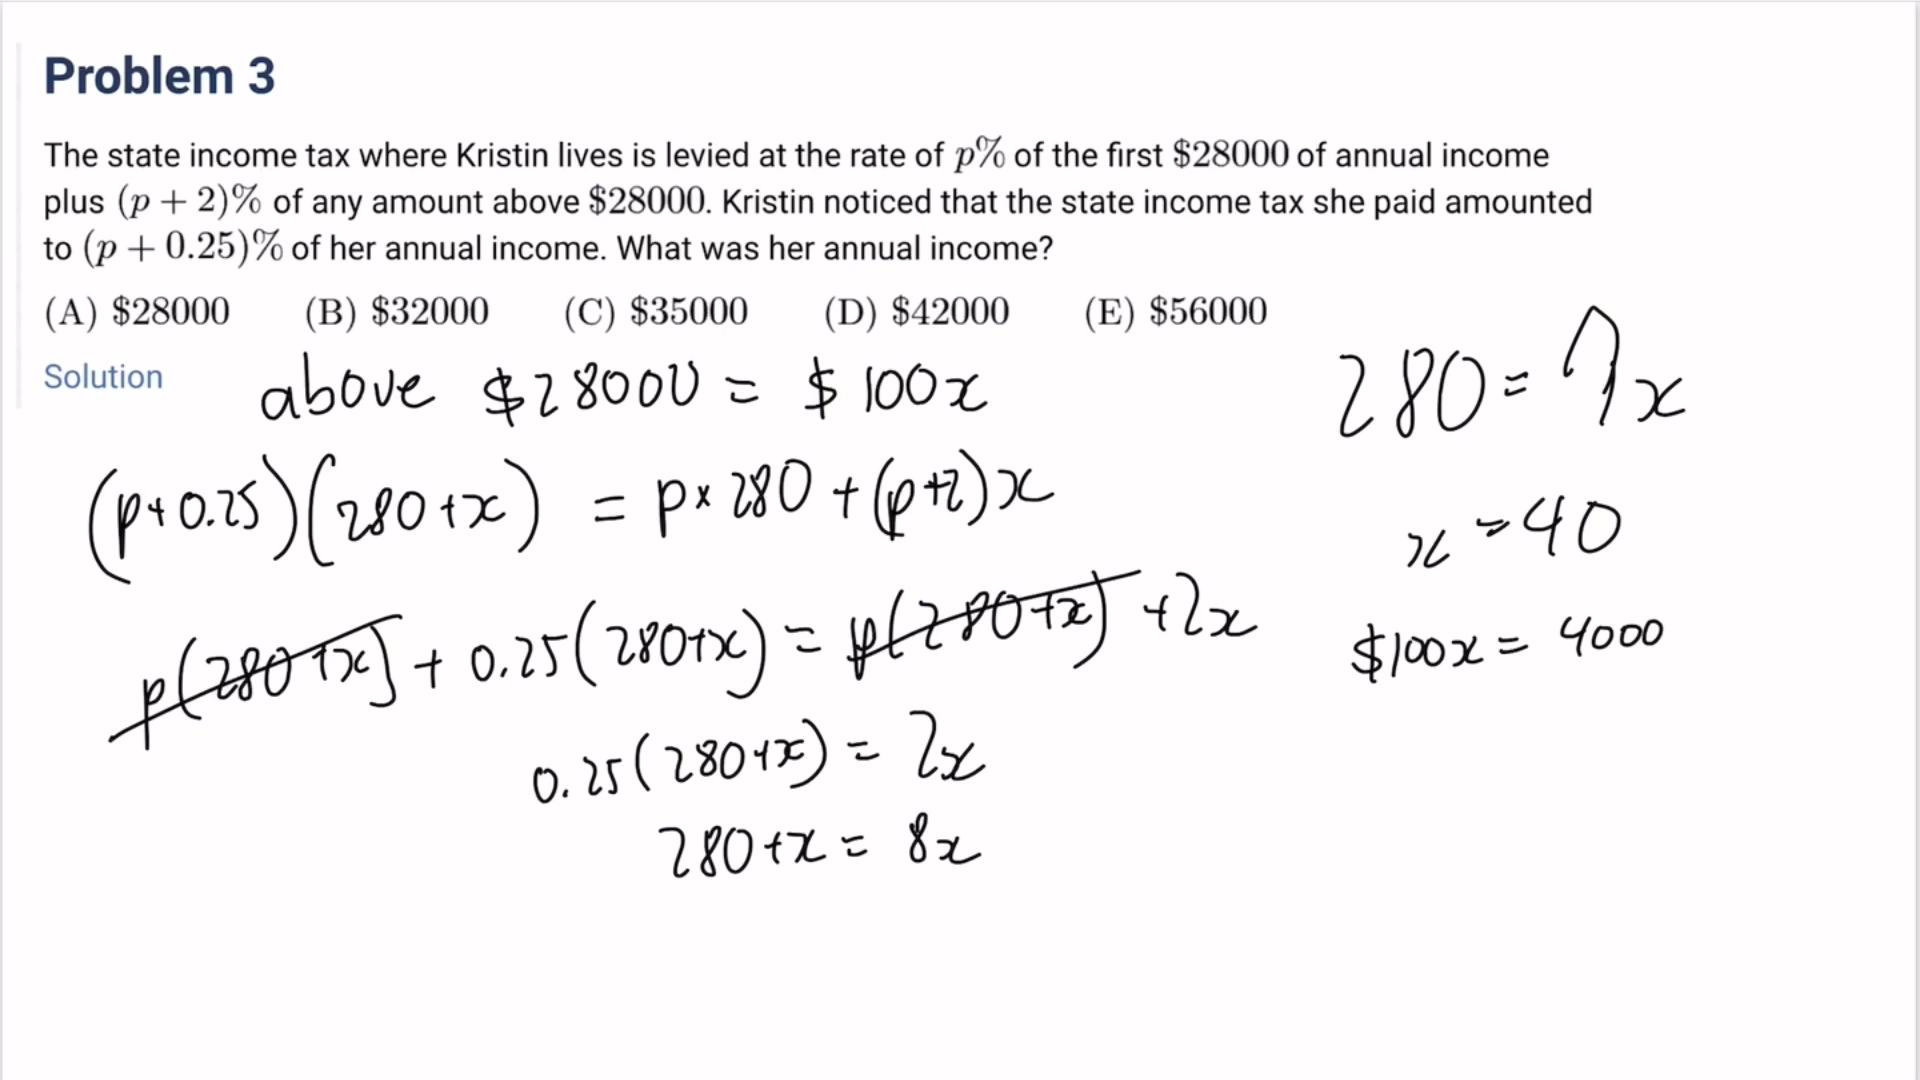 Problem 3
The state income tax where Kristin lives is levied at the rate of p% of the first $28000 of annual income
plus (p + 2)% of any amount above $28000. Kristin noticed that the state income tax she paid amounted
to (p + 0.25)% of her annual income. What was her annual income?
(A) $28000 (B) $32000 (C) $35000 (D) $42000 (E) $56000
Solution
above $28000 = $100x
(p+0.25)(280+x) = p×280+(p+2)x
p(280+x)+0.25(280+x)=p(280+x)+2x
0.25(280+x)=2x
280+x=8x
280=7x
x=40
$100x=4000